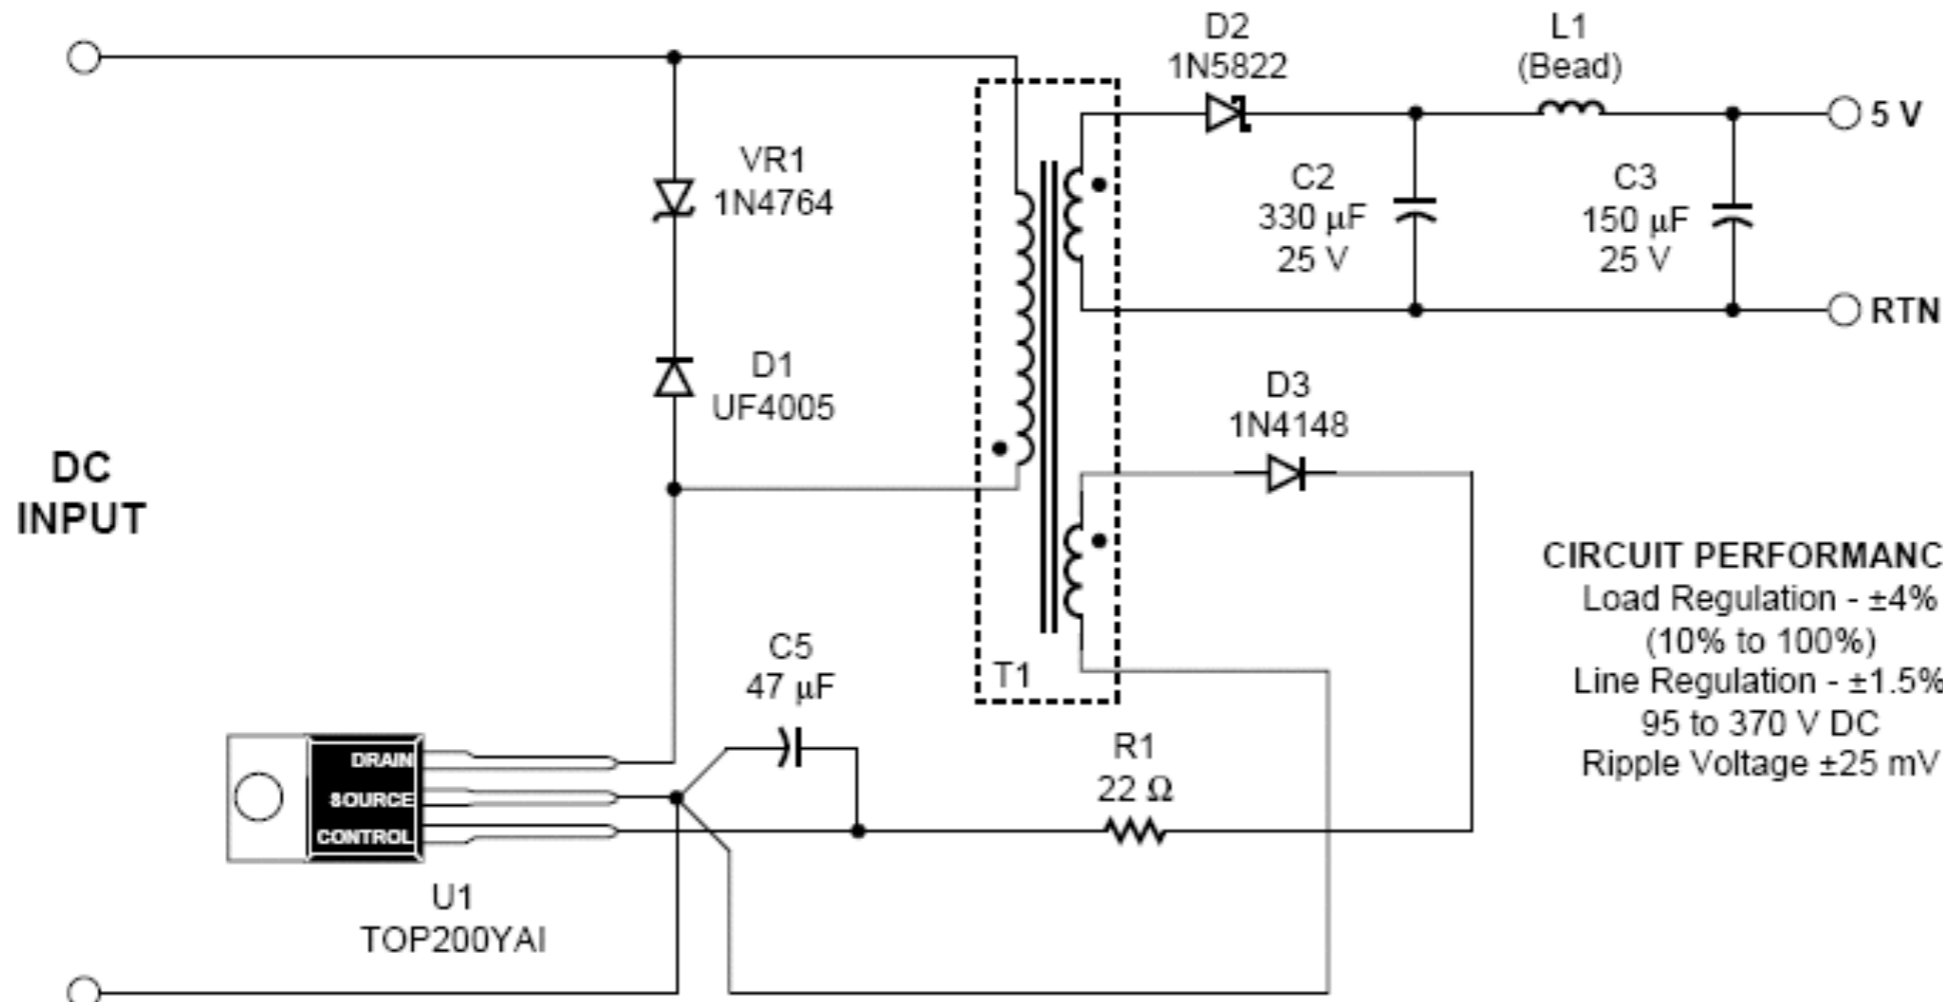 D2
1N5822
L1
(Bead)
5 V
VR1
1N4764
C2
330 μF
25 V
C3
150 μF
25 V
RTN
D1
UF4005
D3
1N4148
DC
INPUT
CIRCUIT PERFORMANC
Load Regulation - ±4%
(10% to 100%)
Line Regulation - ±1.5%
95 to 370 V DC
Ripple Voltage ±25 mV
C5
47 μF
T1
R1
22 Ω
DRAIN
SOURCE
CONTROL
U1
TOP200YAI